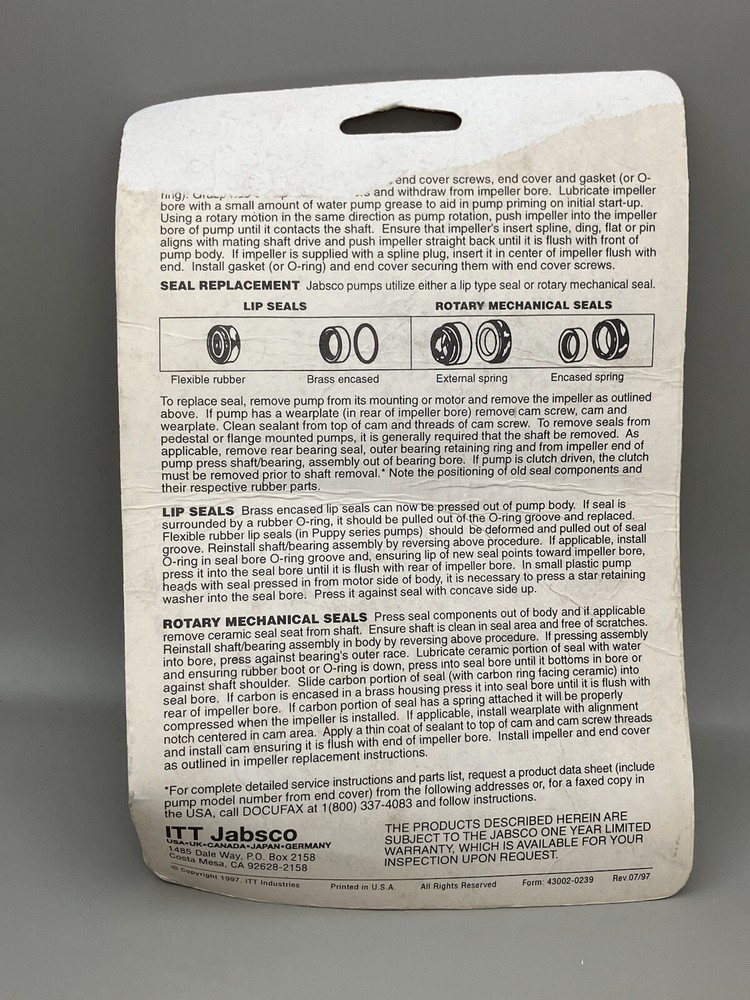 end cover screws, end cover and gasket (or O-
ring). and withdraw from impeller bore. Lubricate impeller
bore with a small amount of water pump grease to aid in pump priming on initial start-up.
Using a rotary motion in the same direction as pump rotation, push impeller into the impeller
bore of pump until it contacts the shaft. Ensure that impeller's insert spline, ding, flat or pin
aligns with mating shaft drive and push impeller straight back until it is flush with front of
pump body. If impeller is supplied with a spline plug, insert it in center of impeller flush with
end. Install gasket (or O-ring) and end cover securing them with end cover screws.
SEAL REPLACEMENT Jabsco pumps utilize either a lip type seal or rotary mechanical seal.
LIP SEALS ROTARY MECHANICAL SEALS
Flexible rubber Brass encased External spring Encased spring
To replace seal, remove pump from its mounting or motor and remove the impeller as outlined
above. If pump has a wearplate (in rear of impeller bore) remove cam screw, cam and
wearplate. Clean sealant from top of cam and threads of cam screw. To remove seals from
pedestal or flange mounted pumps, it is generally required that the shaft be removed. As
applicable, remove rear bearing seal, outer bearing retaining ring and from impeller end of
pump press shaft/bearing, assembly out of bearing bore. If pump is clutch driven, the clutch
must be removed prior to shaft removal.* Note the positioning of old seal components and
their respective rubber parts.
LIP SEALS Brass encased lip seals can now be pressed out of pump body. If seal is
surrounded by a rubber O-ring, it should be pulled out of the O-ring groove and replaced.
Flexible rubber lip seals (in Puppy series pumps) should be deformed and pulled out of seal
groove. Reinstall shaft/bearing assembly by reversing above procedure. If applicable, install
O-ring in seal bore O-ring groove and, ensuring lip of new seal points toward impeller bore,
press it into the seal bore until it is flush with rear of impeller bore. In small plastic pump
heads with seal pressed in from motor side of body, it is necessary to press a star retaining
washer into the seal bore. Press it against seal with concave side up.
ROTARY MECHANICAL SEALS Press seal components out of body and if applicable
remove ceramic seal seat from shaft. Ensure shaft is clean in seal area and free of scratches.
Reinstall shaft/bearing assembly in body by reversing above procedure. If pressing assembly
into bore, press against bearing's outer race. Lubricate ceramic portion of seal with water
and ensuring rubber boot or O-ring is down, press into seal bore until it bottoms in bore or
against shaft shoulder. Slide carbon portion of seal (with carbon ring facing ceramic) into
seal bore. If carbon is encased in a brass housing press it into seal bore until it is flush with
rear of impeller bore. If carbon portion of seal has a spring attached it will be properly
compressed when the impeller is installed. If applicable, install wearplate with alignment
notch centered in cam area. Apply a thin coat of sealant to top of cam and cam screw threads
and install cam ensuring it is flush with end of impeller bore. Install impeller and end cover
as outlined in impeller replacement instructions.
*For complete detailed service instructions and parts list, request a product data sheet (include
pump model number from end cover) from the following addresses or, for a faxed copy in
the USA, call DOCUFAX at 1(800) 337-4083 and follow instructions.
ITT Jabsco
USA•UK•CANADA•JAPAN•GERMANY
1485 Dale Way, P.O. Box 2158
Costa Mesa, CA 92628-2158
THE PRODUCTS DESCRIBED HEREIN ARE
SUBJECT TO THE JABSCO ONE YEAR LIMITED
WARRANTY, WHICH IS AVAILABLE FOR YOUR
INSPECTION UPON REQUEST.
© Copyright 1997, ITT Industries Printed in U.S.A. All Rights Reserved Form: 43002-0239 Rev.07/97